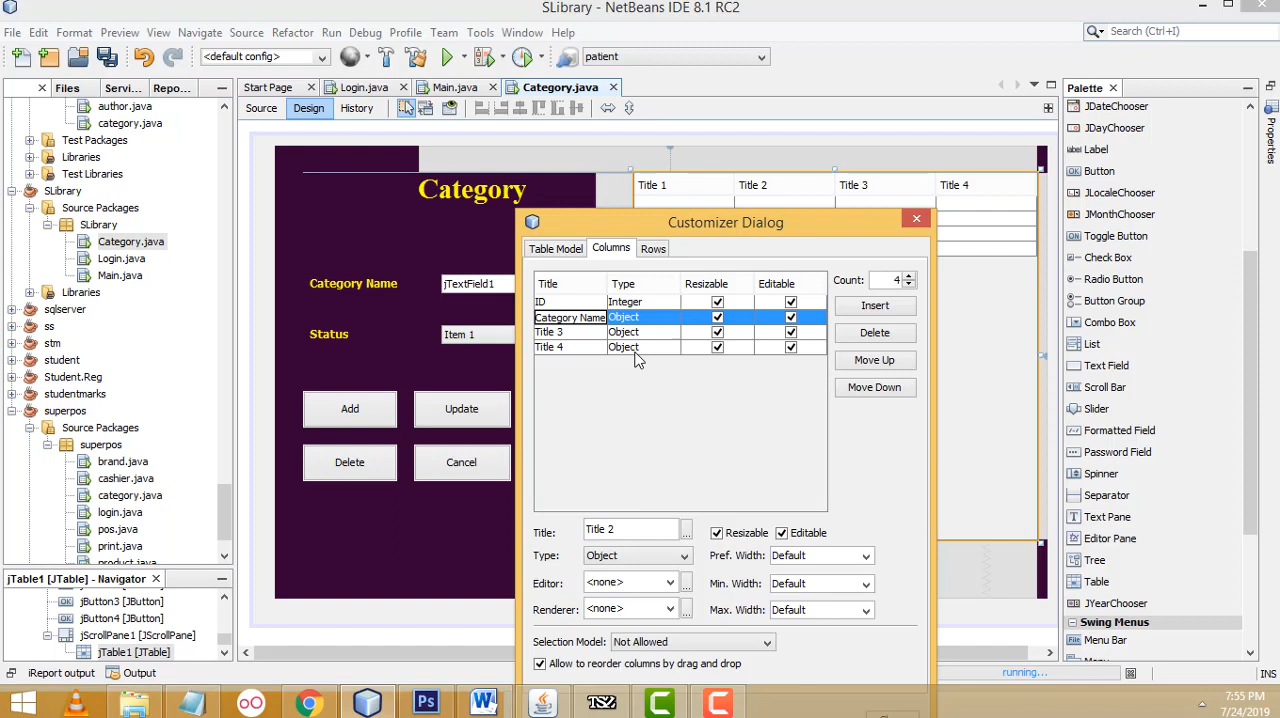 SLibrary - NetBeans IDE 8.1 RC2
File Edit Format Preview View Navigate Source Refactor Run Debug Profile Team Tools Window Help
Search (Ctrl+I)
<default config>
patient
Files Servi... Repo...
Start Page Login.java Main.java Category.java
Palette
Source Design History
author.java
category.java
Test Packages
Libraries
Test Libraries
SLibrary
Source Packages
SLibrary
Category.java
Login.java
Main.java
Libraries
sqlserver
ss
stm
student
Student.Reg
studentmarks
superpos
Source Packages
superpos
brand.java
cashier.java
category.java
login.java
pos.java
print.java
product.java
jTable1 [JTable] - Navigator
jButton3 [JButton]
jButton4 [JButton]
jScrollPane1 [JScrollPane]
jTable1 [JTable]
Category
Title 1 Title 2 Title 3 Title 4
Category Name jTextField1
Status Item 1
Add Update
Delete Cancel
Customizer Dialog
Table Model Columns Rows
Title Type Resizable Editable
ID Integer
Category Name Object
Title 3 Object
Title 4 Object
Count: 4
Insert
Delete
Move Up
Move Down
Title: Title 2 ... Resizable Editable
Type: Object Pref. Width: Default
Editor: <none> ... Min. Width: Default
Renderer: <none> ... Max. Width: Default
Selection Model: Not Allowed
Allow to reorder columns by drag and drop
JDateChooser
JDayChooser
label Label
OK Button
JLocaleChooser
JMonthChooser
Toggle Button
Check Box
Radio Button
Button Group
Combo Box
List
Text Field
Scroll Bar
Slider
Formatted Field
Password Field
Spinner
Separator
Text Pane
Editor Pane
Tree
Table
JYearChooser
Swing Menus
Menu Bar
Properties
iReport output Output
running...
INS
Ps
W
TS2
C
C
7:55 PM
7/24/2019